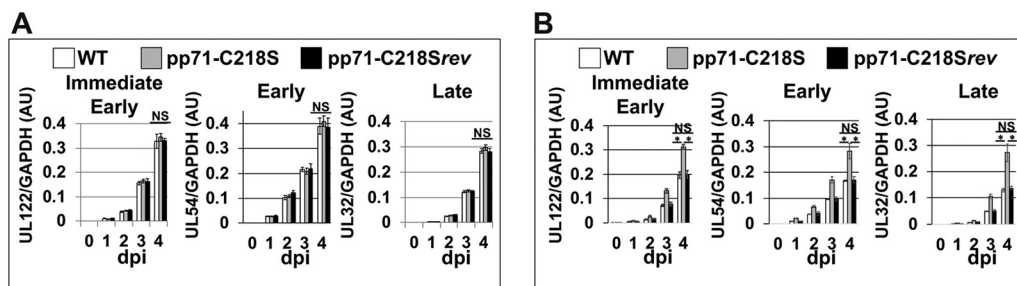 A
WT pp71-C218S pp71-C218Srev
Immediate
Early
UL122/GAPDH (AU)
NS
0.4
0.3
0.2
0.1
0
0 1 2 3 4
dpi
Early
UL54/GAPDH (AU)
NS
0.4
0.3
0.2
0.1
0
0 1 2 3 4
dpi
Late
UL32/GAPDH (AU)
NS
0.4
0.3
0.2
0.1
0
0 1 2 3 4
dpi
B
WT pp71-C218S pp71-C218Srev
Immediate
Early
UL122/GAPDH (AU)
NS
* *
0.4
0.3
0.2
0.1
0
0 1 2 3 4
dpi
Early
UL54/GAPDH (AU)
NS
* *
0.4
0.3
0.2
0.1
0
0 1 2 3 4
dpi
Late
UL32/GAPDH (AU)
NS
* *
0.4
0.3
0.2
0.1
0
0 1 2 3 4
dpi